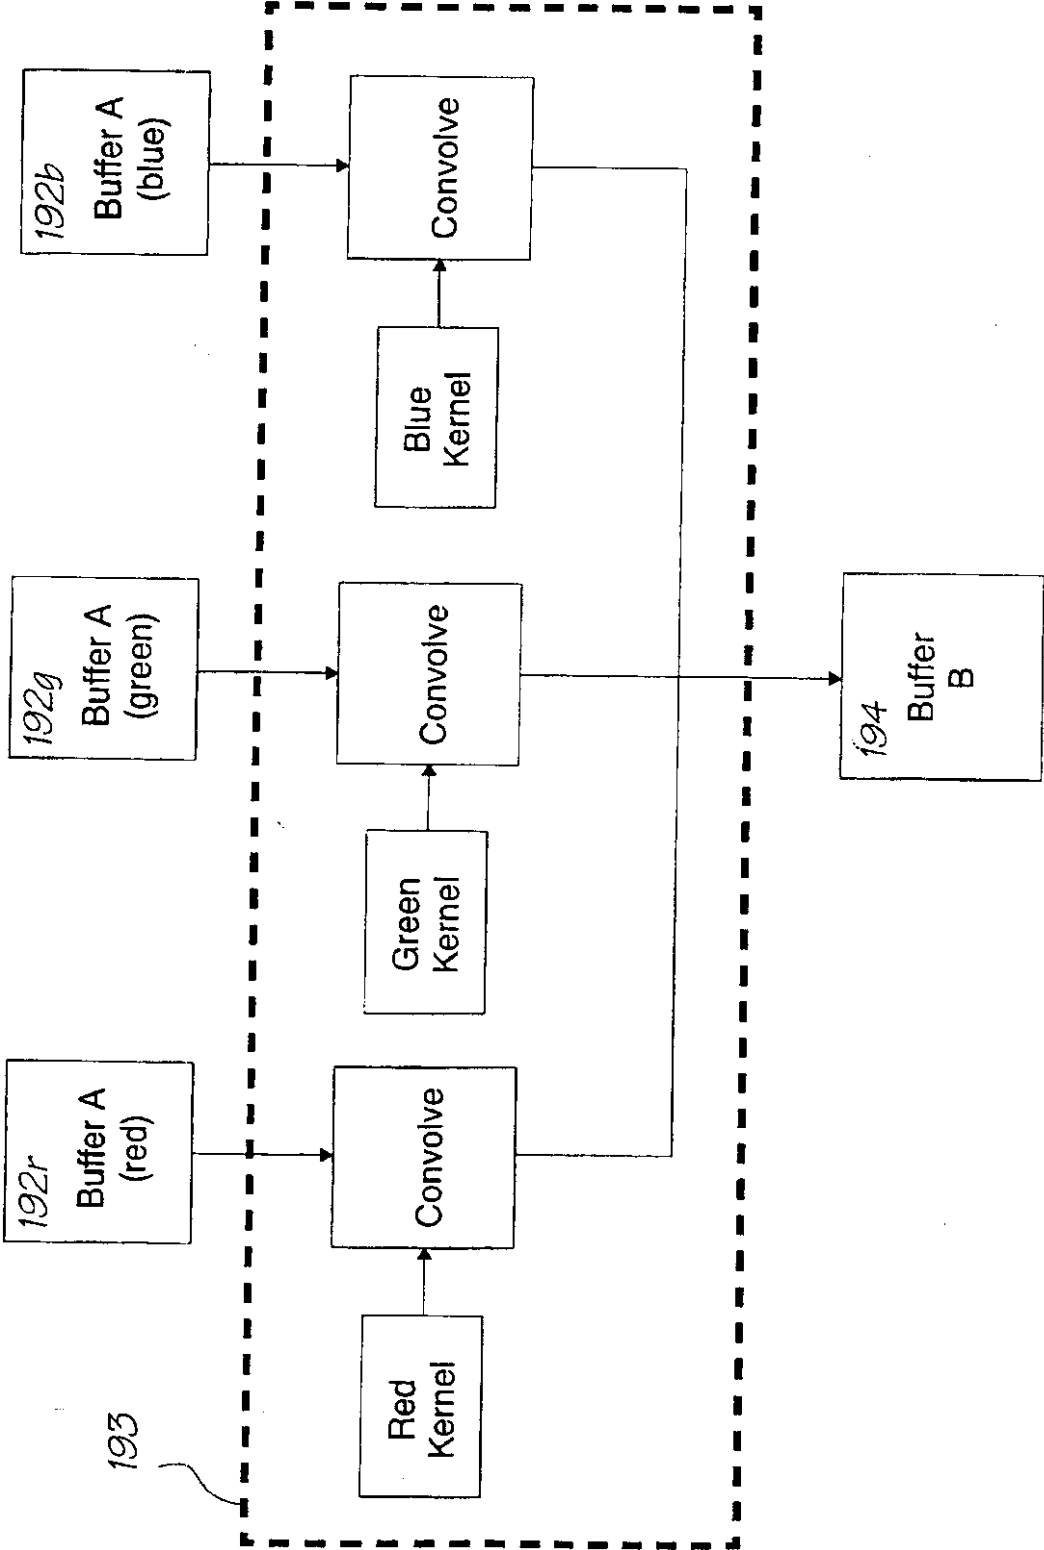 192r
Buffer A
(red)
192g
Buffer A
(green)
192b
Buffer A
(blue)
193
Red
Kernel
Convolve
Green
Kernel
Convolve
Blue
Kernel
Convolve
194
Buffer
B